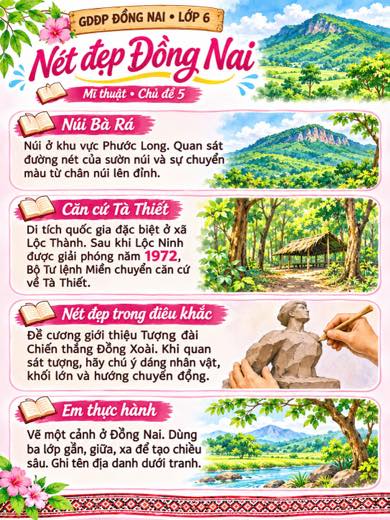 GDĐP ĐỒNG NAI • LỚP 6
Nét đẹp Đồng Nai
Mĩ thuật • Chủ đề 5
Núi Bà Rá
Núi ở khu vực Phước Long. Quan sát
đường nét của sườn núi và sự chuyển
màu từ chân núi lên đỉnh.
Căn cứ Tà Thiết
Di tích quốc gia đặc biệt ở xã
Lộc Thành. Sau khi Lộc Ninh
được giải phóng năm 1972,
Bộ Tư lệnh Miền chuyển căn cứ
về Tà Thiết.
Nét đẹp trong điêu khắc
Đề cương giới thiệu Tượng đài
Chiến thắng Đồng Xoài. Khi quan
sát tượng, hãy chú ý dáng nhân vật,
khối lớn và hướng chuyển động.
Em thực hành
Vẽ một cảnh ở Đồng Nai. Dùng
ba lớp gần, giữa, xa để tạo chiều
sâu. Ghi tên địa danh dưới tranh.